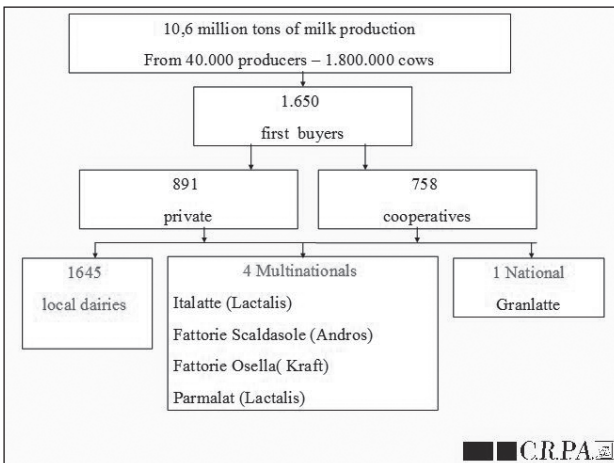 10,6 million tons of milk production
From 40.000 producers – 1.800.000 cows
1.650
first buyers
891
private
758
cooperatives
1645
local dairies
4 Multinationals
Italatte (Lactalis)
Fattorie Scaldasole (Andros)
Fattorie Osella( Kraft)
Parmalat (Lactalis)
1 National
Granlatte
C.R.P.A.